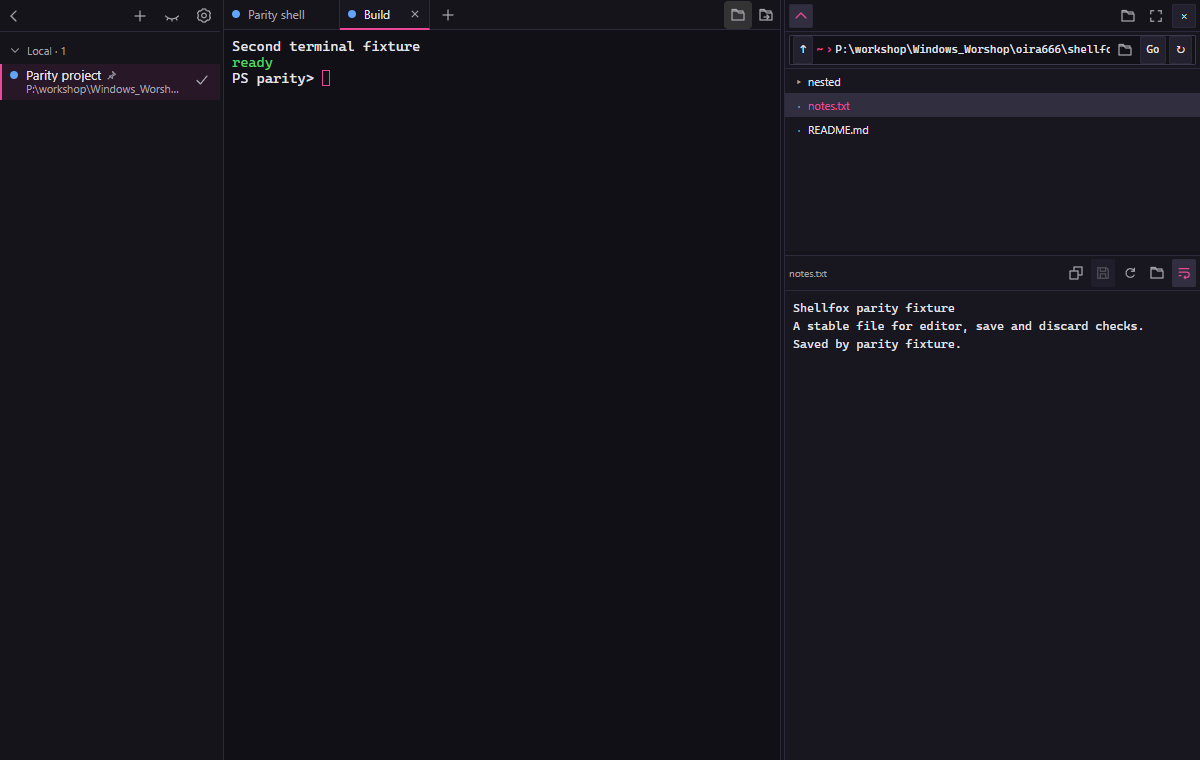 Local · 1
Parity project
P:\workshop\Windows_Worsh...
Parity shell
Build
Second terminal fixture
ready
PS parity>
~ › P:\workshop\Windows_Worshop\oira666\shellfo
Go
nested
notes.txt
README.md
notes.txt
Shellfox parity fixture
A stable file for editor, save and discard checks.
Saved by parity fixture.